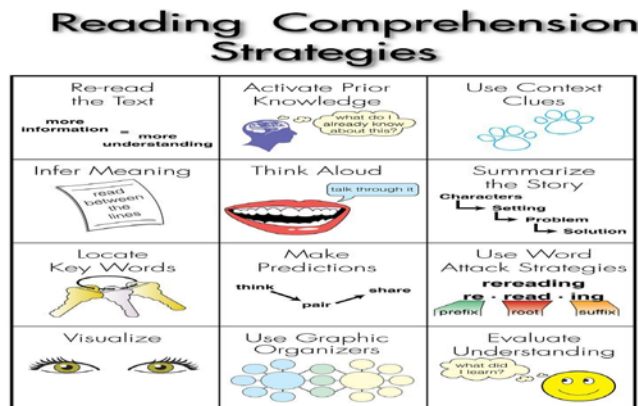 Reading Comprehension
Strategies
Re-read
the Text
more
information = more
understanding
Activate Prior
Knowledge
what do I
already know
about this?
Use Context
Clues
Infer Meaning
read
between
the
lines
Think Aloud
talk through it
Summarize
the Story
Characters
Setting
Problem
Solution
Locate
Key Words
Make
Predictions
think
pair
share
Use Word
Attack Strategies
rereading
re · read · ing
prefix root suffix
Visualize
Use Graphic
Organizers
Evaluate
Understanding
what did
I learn?